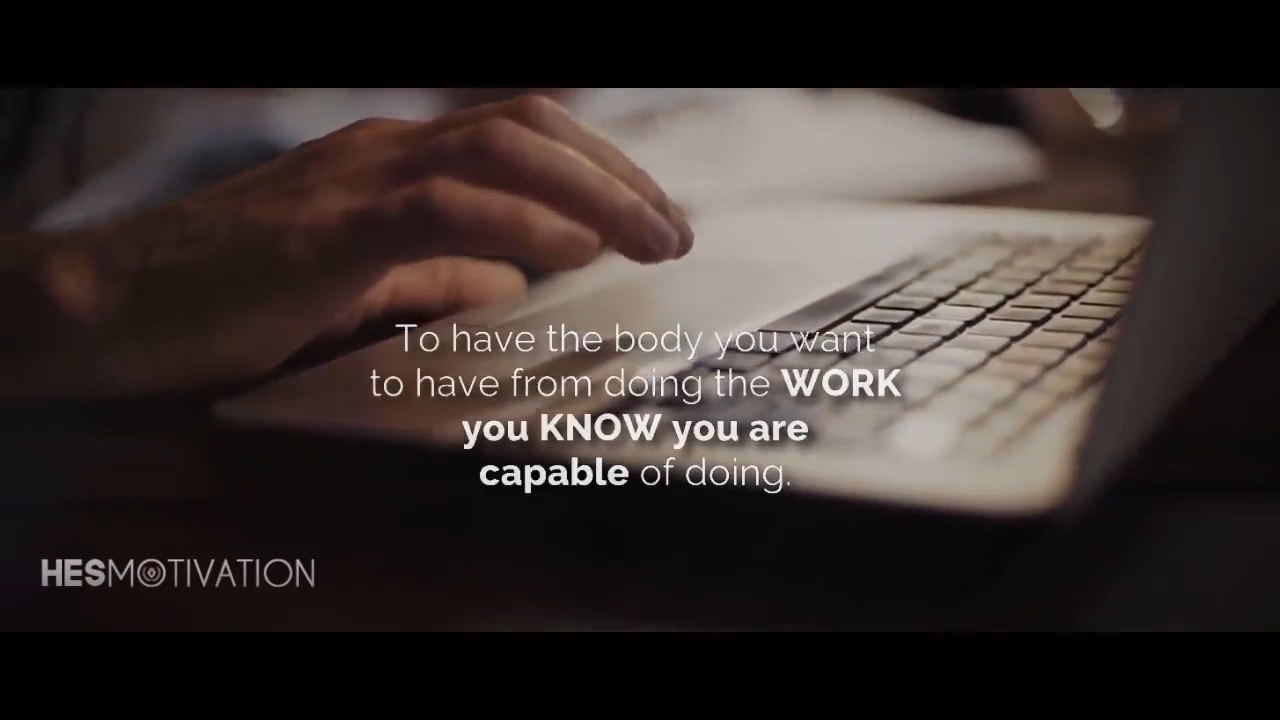 To have the body you want
to have from doing the WORK
you KNOW you are
capable of doing.
HESMOTIVATION